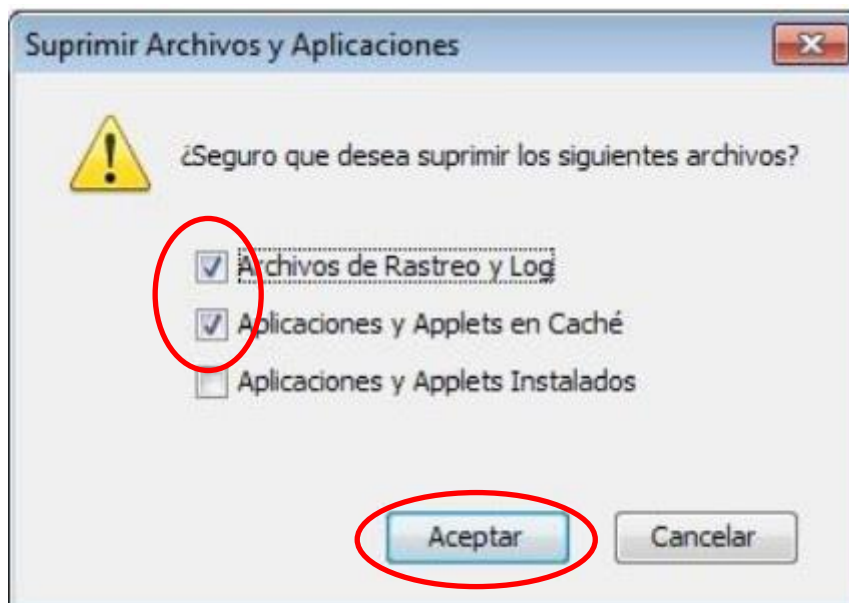 Suprimir Archivos y Aplicaciones
¿Seguro que desea suprimir los siguientes archivos?
Archivos de Rastreo y Log
Aplicaciones y Applets en Caché
Aplicaciones y Applets Instalados
Aceptar
Cancelar